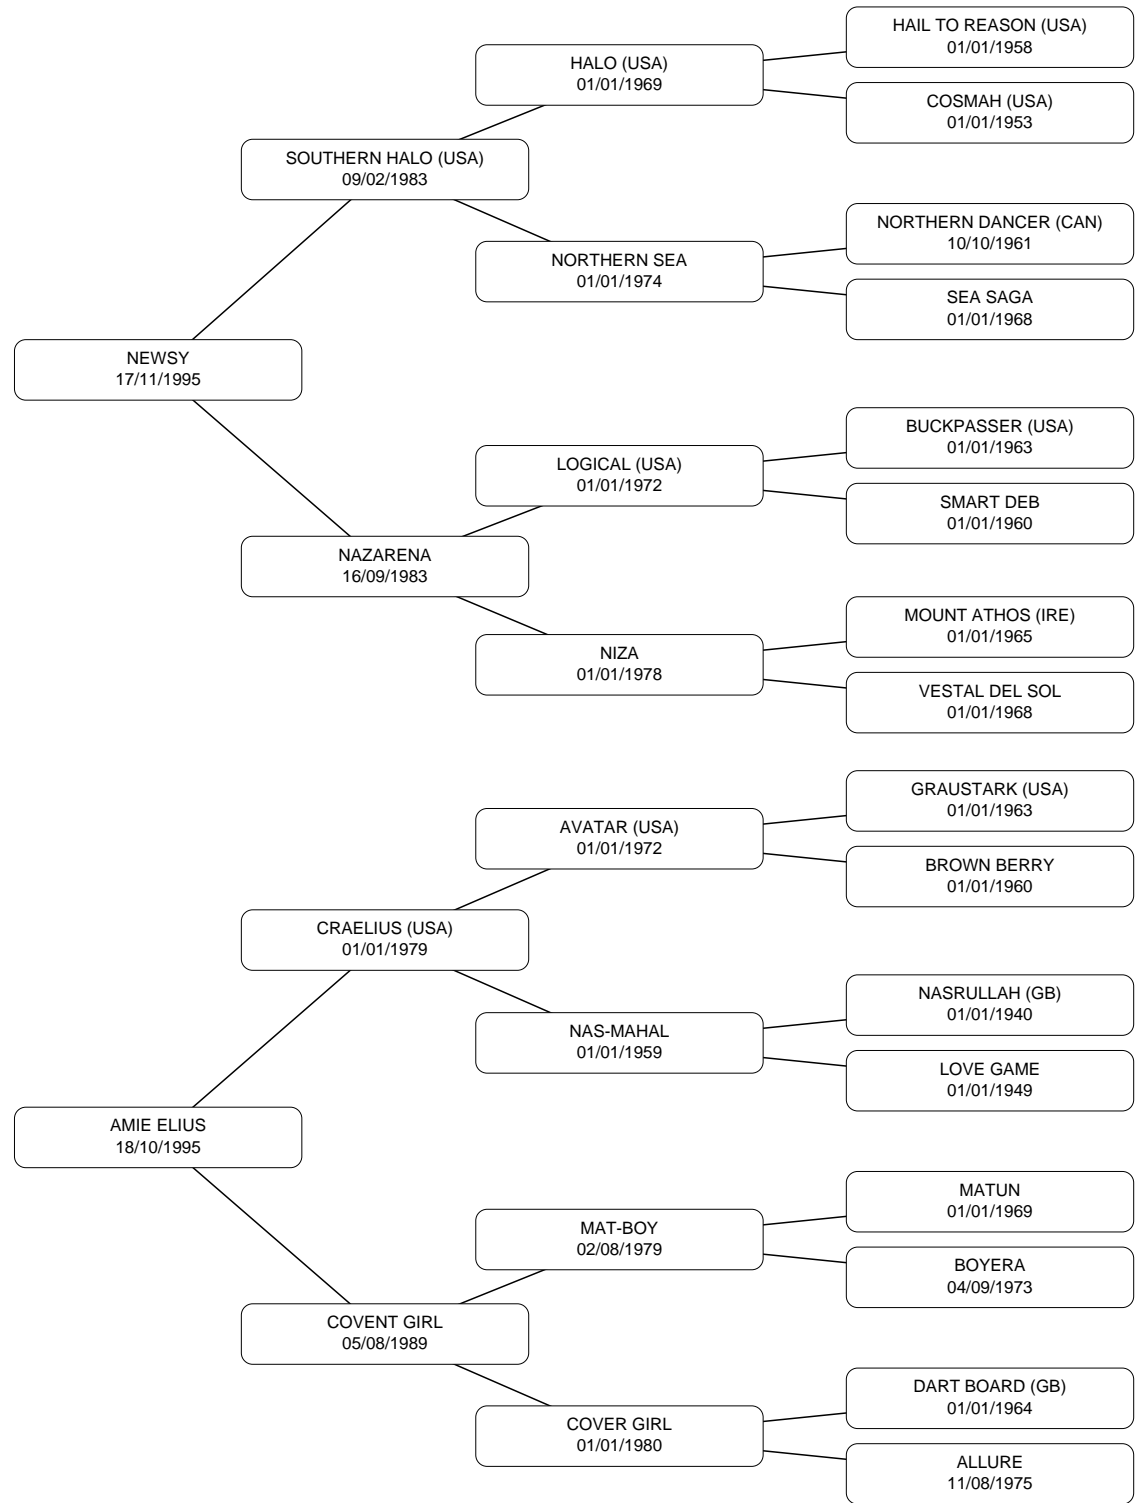 HAIL TO REASON (USA)
01/01/1958
HALO (USA)
01/01/1969
COSMAH (USA)
01/01/1953
SOUTHERN HALO (USA)
09/02/1983
NORTHERN DANCER (CAN)
10/10/1961
NORTHERN SEA
01/01/1974
SEA SAGA
01/01/1968
NEWSY
17/11/1995
BUCKPASSER (USA)
01/01/1963
LOGICAL (USA)
01/01/1972
SMART DEB
01/01/1960
NAZARENA
16/09/1983
MOUNT ATHOS (IRE)
01/01/1965
NIZA
01/01/1978
VESTAL DEL SOL
01/01/1968
GRAUSTARK (USA)
01/01/1963
AVATAR (USA)
01/01/1972
BROWN BERRY
01/01/1960
CRAELIUS (USA)
01/01/1979
NASRULLAH (GB)
01/01/1940
NAS-MAHAL
01/01/1959
LOVE GAME
01/01/1949
AMIE ELIUS
18/10/1995
MATUN
01/01/1969
MAT-BOY
02/08/1979
BOYERA
04/09/1973
COVENT GIRL
05/08/1989
DART BOARD (GB)
01/01/1964
COVER GIRL
01/01/1980
ALLURE
11/08/1975